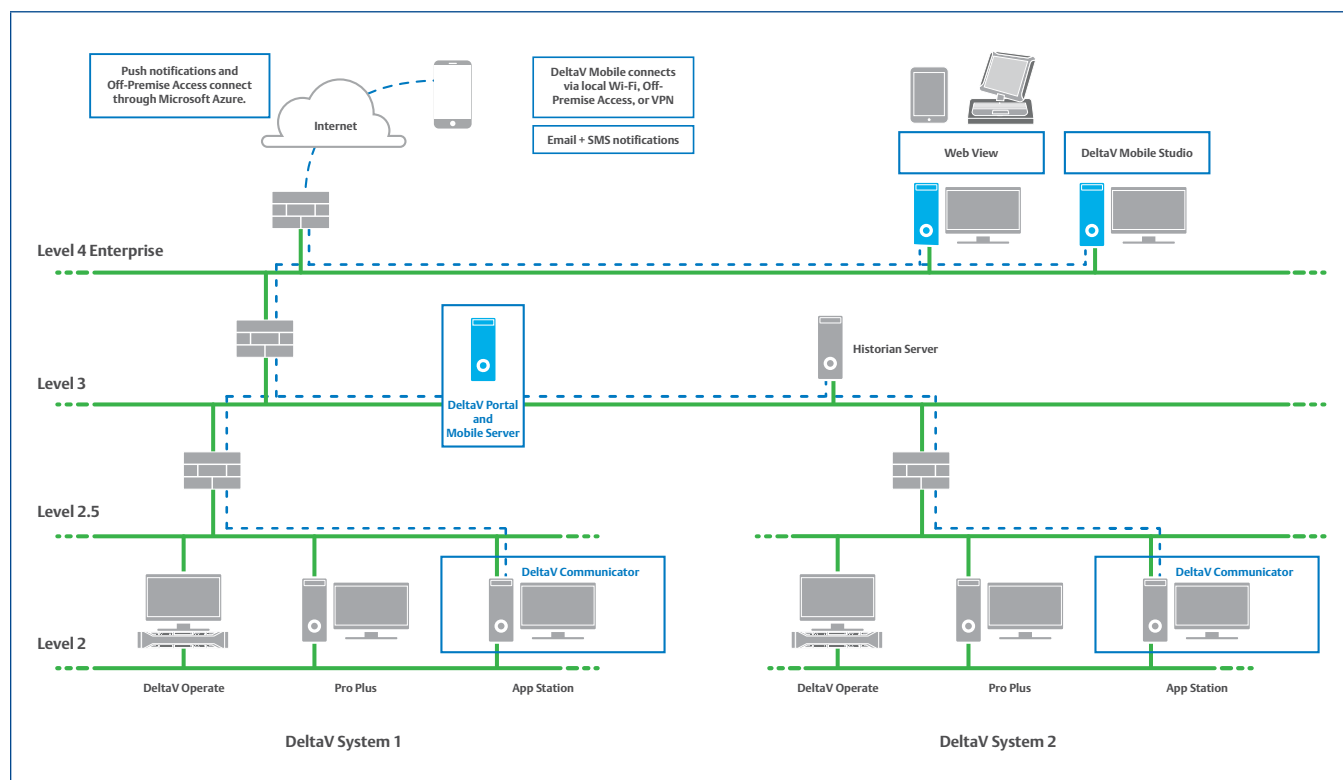 Push notifications and
Off-Premise Access connect
through Microsoft Azure.
Internet
DeltaV Mobile connects
via local Wi-Fi, Off-
Premise Access, or VPN
Email + SMS notifications
Web View
DeltaV Mobile Studio
Level 4 Enterprise
Historian Server
Level 3
DeltaV Portal
and
Mobile Server
Level 2.5
DeltaV Communicator
DeltaV Communicator
Level 2
DeltaV Operate
Pro Plus
App Station
DeltaV Operate
Pro Plus
App Station
DeltaV System 1
DeltaV System 2